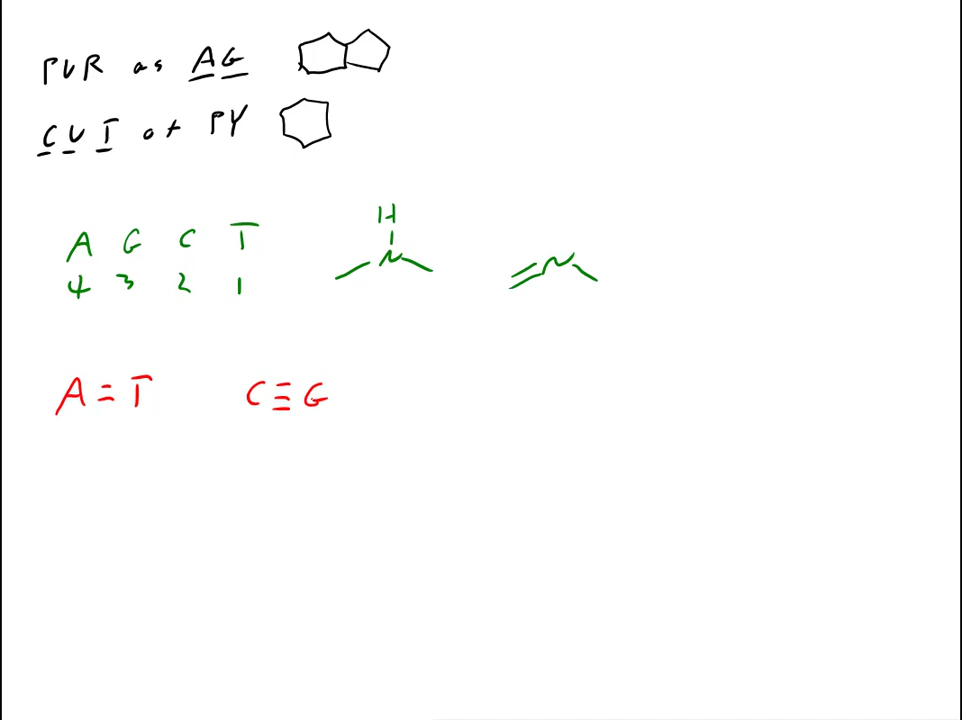 PUR as AG
CUT of PY
A G C T
4 3 2 1
H
N
N
A = T C ≡ G